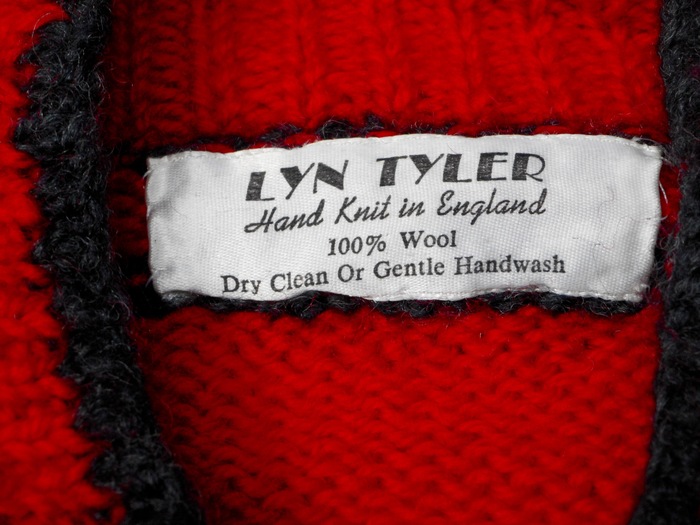 LYN TYLER
Hand Knit in England
100% Wool
Dry Clean Or Gentle Handwash